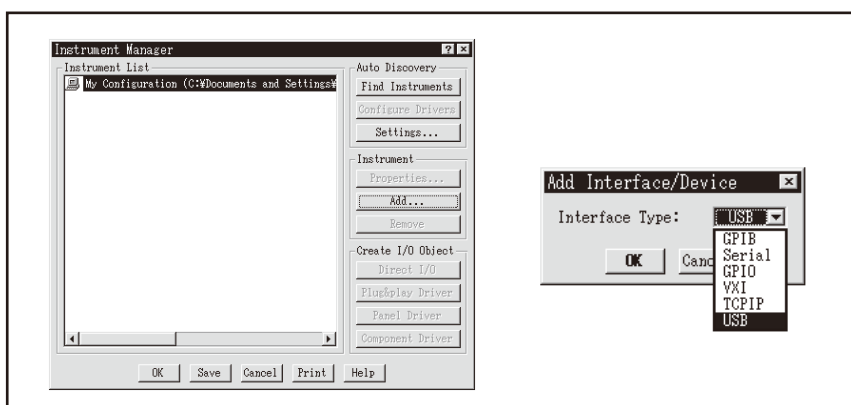 Instrument Manager
Instrument List
My Configuration (C:¥Documents and Settings¥
Auto Discovery
Find Instruments
Configure Drivers
Settings...
Instrument
Properties...
Add...
Remove
Create I/O Object
Direct I/O
Plug&play Driver
Panel Driver
Component Driver
OK Save Cancel Print Help
Add Interface/Device
Interface Type: USB
GPIB
Serial
GPIO
VXI
TCPIP
USB
OK Canc